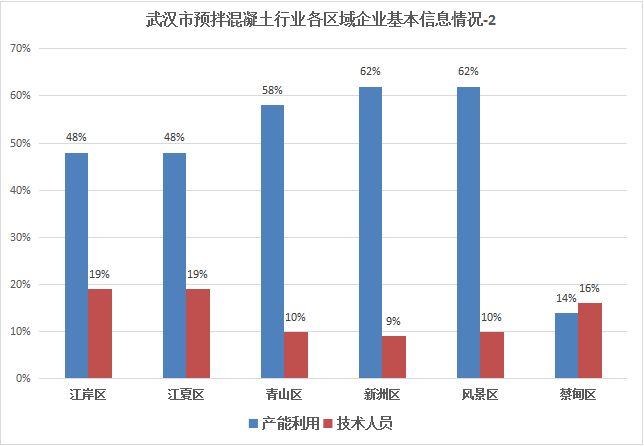 武汉市预拌混凝土行业各区域企业基本信息情况-2
70%
60%
50%
40%
30%
20%
10%
0%
48%
19%
48%
19%
58%
10%
62%
9%
62%
10%
14%
16%
江岸区
江夏区
青山区
新洲区
风景区
蔡甸区
产能利用
技术人员